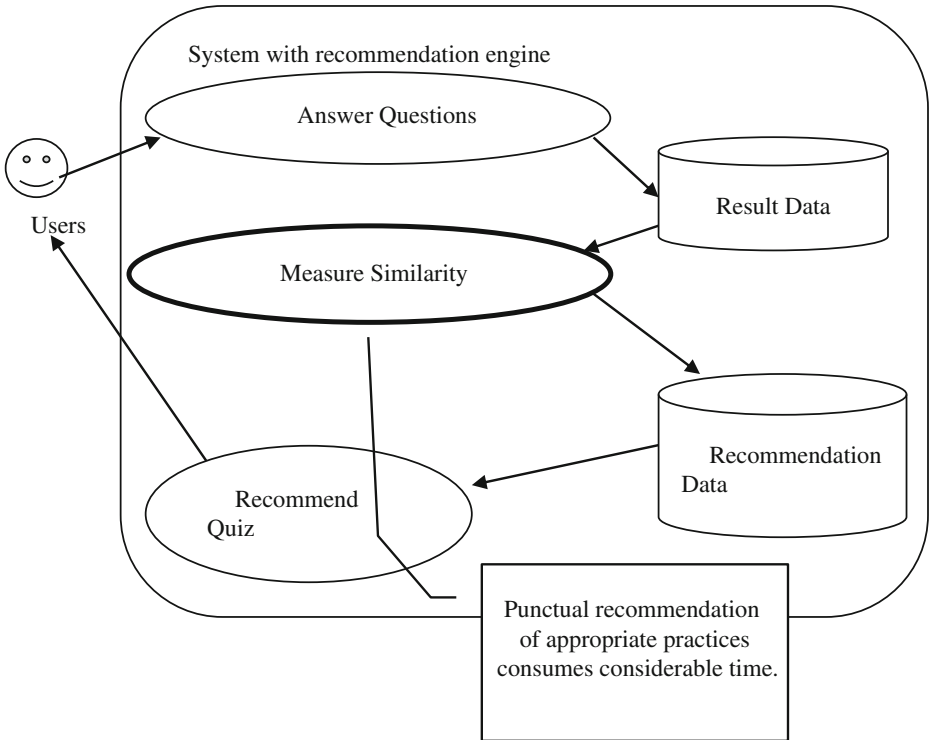 System with recommendation engine
Answer Questions
Result Data
Users
Measure Similarity
Recommendation
Data
Recommend
Quiz
Punctual recommendation
of appropriate practices
consumes considerable time.